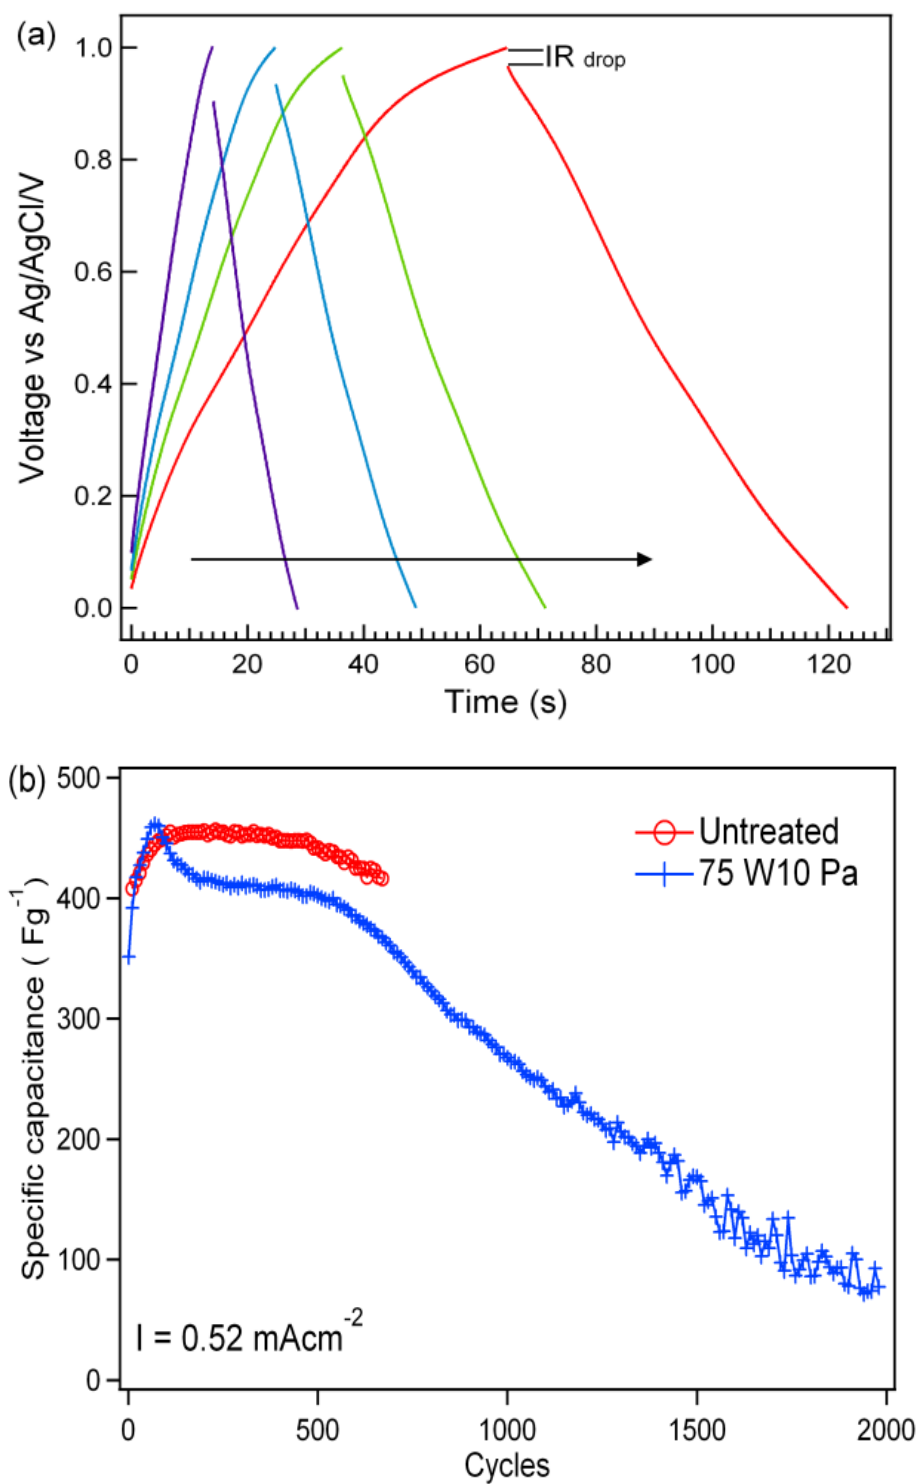 (a)
1.0
0.8
0.6
0.4
0.2
0.0
Voltage vs Ag/AgCl/V
IR drop
0 20 40 60 80 100 120
Time (s)
(b)
500
400
300
200
100
0
Specific capacitance ( Fg-1)
Untreated
75 W10 Pa
I = 0.52 mAcm-2
0 500 1000 1500 2000
Cycles